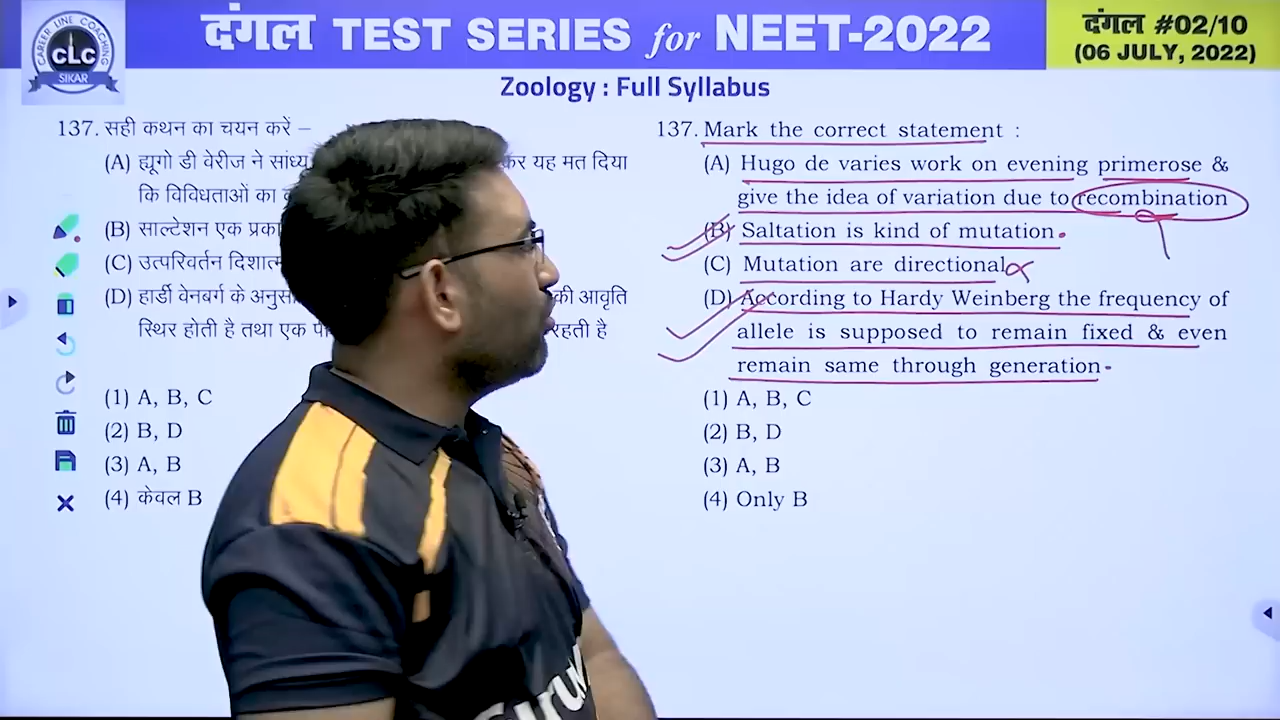 CAREER LINE COACHING
CLC
SIKAR
दंगल TEST SERIES for NEET-2022
दंगल #02/10
(06 JULY, 2022)
Zoology : Full Syllabus
137. सही कथन का चयन करें –
(A) ह्यूगो डी वेरीज ने सांध्य कर यह मत दिया
कि विविधताओं का
(B) साल्टेशन एक
(C) उत्परिवर्तन
(D) हार्डी वेनबर्ग के की आवृति
स्थिर होती है तथा एक रहती है
(1) A, B, C
(2) B, D
(3) A, B
(4) केवल B
137. Mark the correct statement :
(A) Hugo de varies work on evening primerose &
give the idea of variation due to recombination
(B) Saltation is kind of mutation.
(C) Mutation are directional
(D) According to Hardy Weinberg the frequency of
allele is supposed to remain fixed & even
remain same through generation
(1) A, B, C
(2) B, D
(3) A, B
(4) Only B